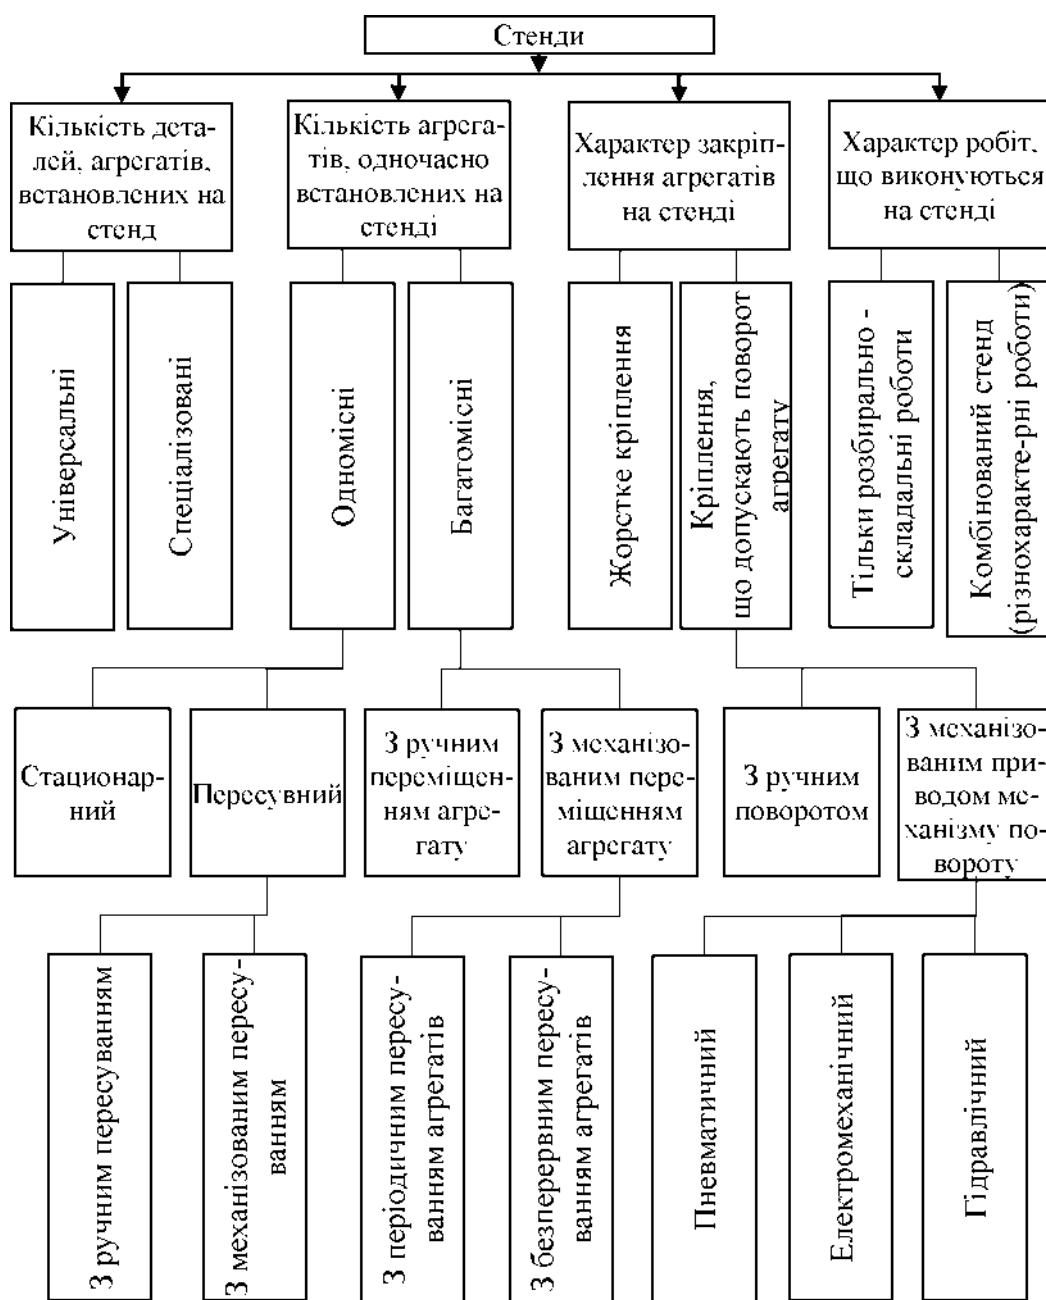 Стенди
Кількість дета-
лей, агрегатів,
встановлених на
стенд
Кількість агрега-
тів, одночасно
встановлених на
стенді
Характер закріп-
лення агрегатів
на стенді
Характер робіт,
що виконуються
на стенді
Універсальні
Спеціалізовані
Одномісні
Багатомісні
Жорстке кріплення
Кріплення,
що допускають поворот
агрегату
Тільки розбирально -
складальні роботи
Комбінований стенд
(різнохаракте-рні роботи)
Стационар-
ний
Пересувний
З ручним
переміщен-
ням агре-
гату
З механізо-
ваним пере-
міщенням
агрегату
З ручним
поворотом
З механізо-
ваним при-
водом ме-
ханізму по-
вороту
З ручним пересуванням
З механізованим пересу-
ванням
З періодичним пересу-
ванням агрегатів
З безперервним пересу-
ванням агрегатів
Пневматичний
Електромеханічний
Гідравлічний